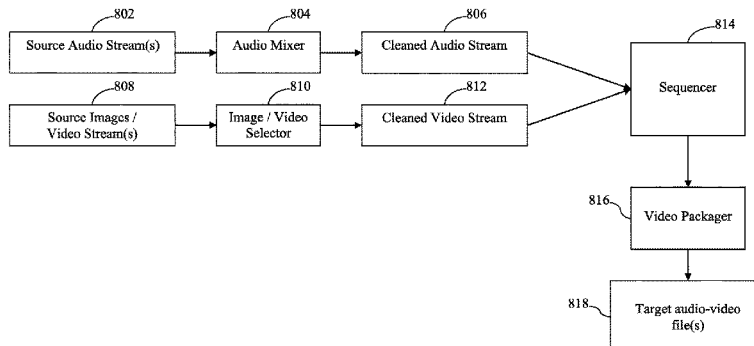 802
804
806
814
Source Audio Stream(s)
Audio Mixer
Cleaned Audio Stream
Sequencer
808
810
812
Source Images /
Video Stream(s)
Image / Video
Selector
Cleaned Video Stream
816
Video Packager
818
Target audio-video
file(s)